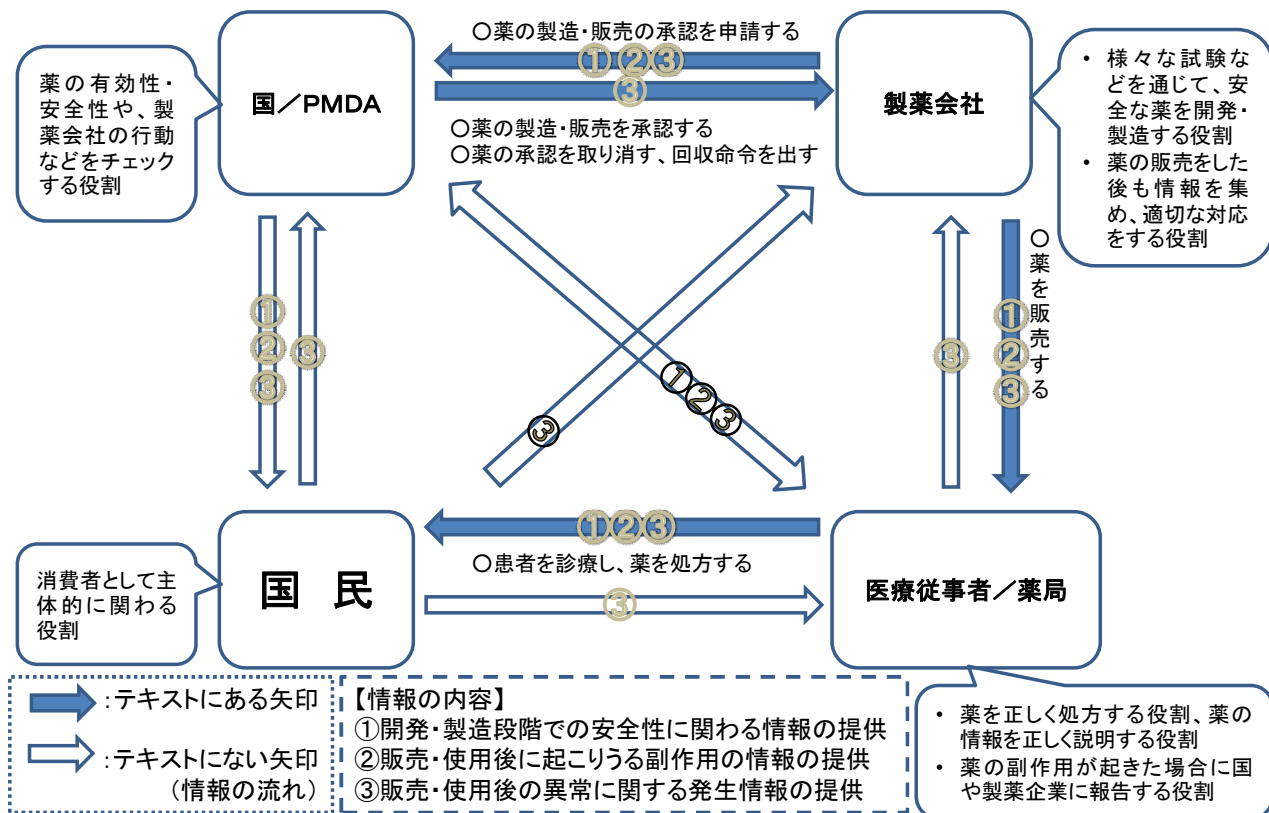 〇薬の製造・販売の承認を申請する
①②③
③
国／PMDA
製薬会社
薬の有効性・
安全性や、製
薬会社の行動
などをチェック
する役割
〇薬の製造・販売を承認する
〇薬の承認を取り消す、回収命令を出す
• 様々な試験
などを通じて、安
全な薬を開発・
製造する役割
• 薬の販売をし
た後も情報を集
め、適切な対応
をする役割
①
②
③
③
③
①②③
③
〇薬を販売する
①
②
③
①②③
〇患者を診療し、薬を処方する
③
国 民
医療従事者／薬局
消費者として主
体的に関わる
役割
：テキストにある矢印
：テキストにない矢印
（情報の流れ）
【情報の内容】
①開発・製造段階での安全性に関わる情報の提供
②販売・使用後に起こりうる副作用の情報の提供
③販売・使用後の異常に関する発生情報の提供
• 薬を正しく処方する役割、薬の
情報を正しく説明する役割
• 薬の副作用が起きた場合に国
や製薬企業に報告する役割